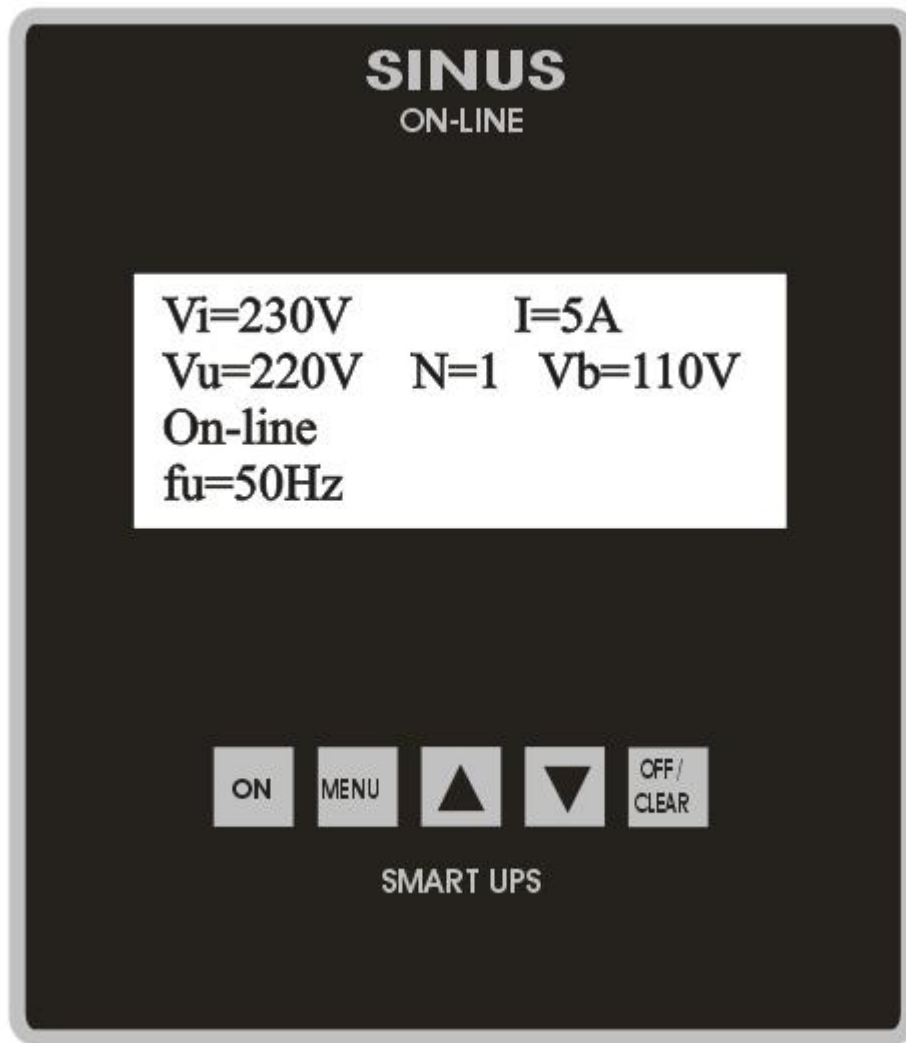 SINUS
ON-LINE
Vi=230V I=5A
Vu=220V N=1 Vb=110V
On-line
fu=50Hz
ON MENU ▲ ▼ OFF/
CLEAR
SMART UPS